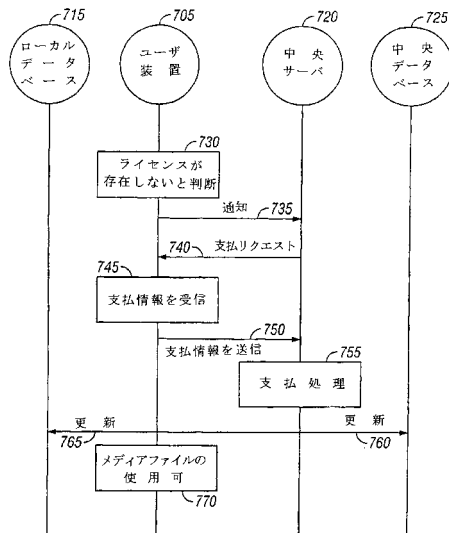 715
705
720
725
ローカル
データ
ベース
ユーザ
装置
中央
サーバ
中央
データ
ベース
730
ライセンスが
存在しないと判断
通知
735
740
支払リクエスト
745
支払情報を受信
750
支払情報を送信
755
支払処理
更新
更新
765
760
メディアファイルの
使用可
770